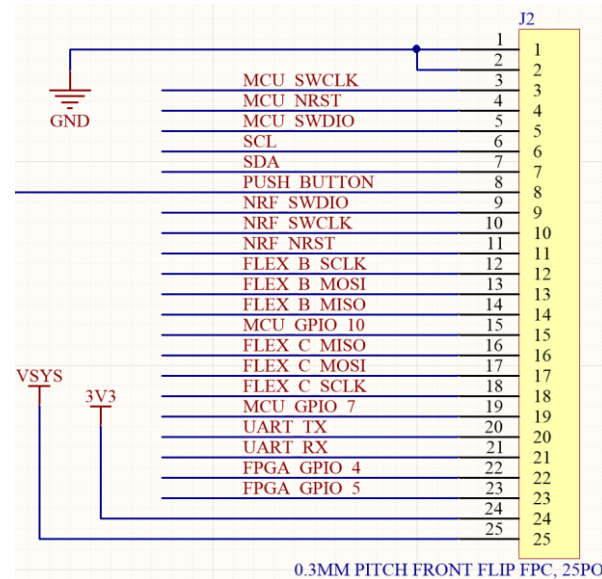 J2
1 1
2 2
MCU SWCLK 3 3
MCU NRST 4 4
GND
MCU SWDIO 5 5
SCL 6 6
SDA 7 7
PUSH BUTTON 8 8
NRF SWDIO 9 9
NRF SWCLK 10 10
NRF NRST 11 11
FLEX B SCLK 12 12
FLEX B MOSI 13 13
FLEX B MISO 14 14
MCU GPIO 10 15 15
FLEX C MISO 16 16
FLEX C MOSI 17 17
VSYS
FLEX C SCLK 18 18
3V3
MCU GPIO 7 19 19
UART TX 20 20
UART RX 21 21
FPGA GPIO 4 22 22
FPGA GPIO 5 23 23
24 24
25 25
0.3MM PITCH FRONT FLIP FPC, 25PO